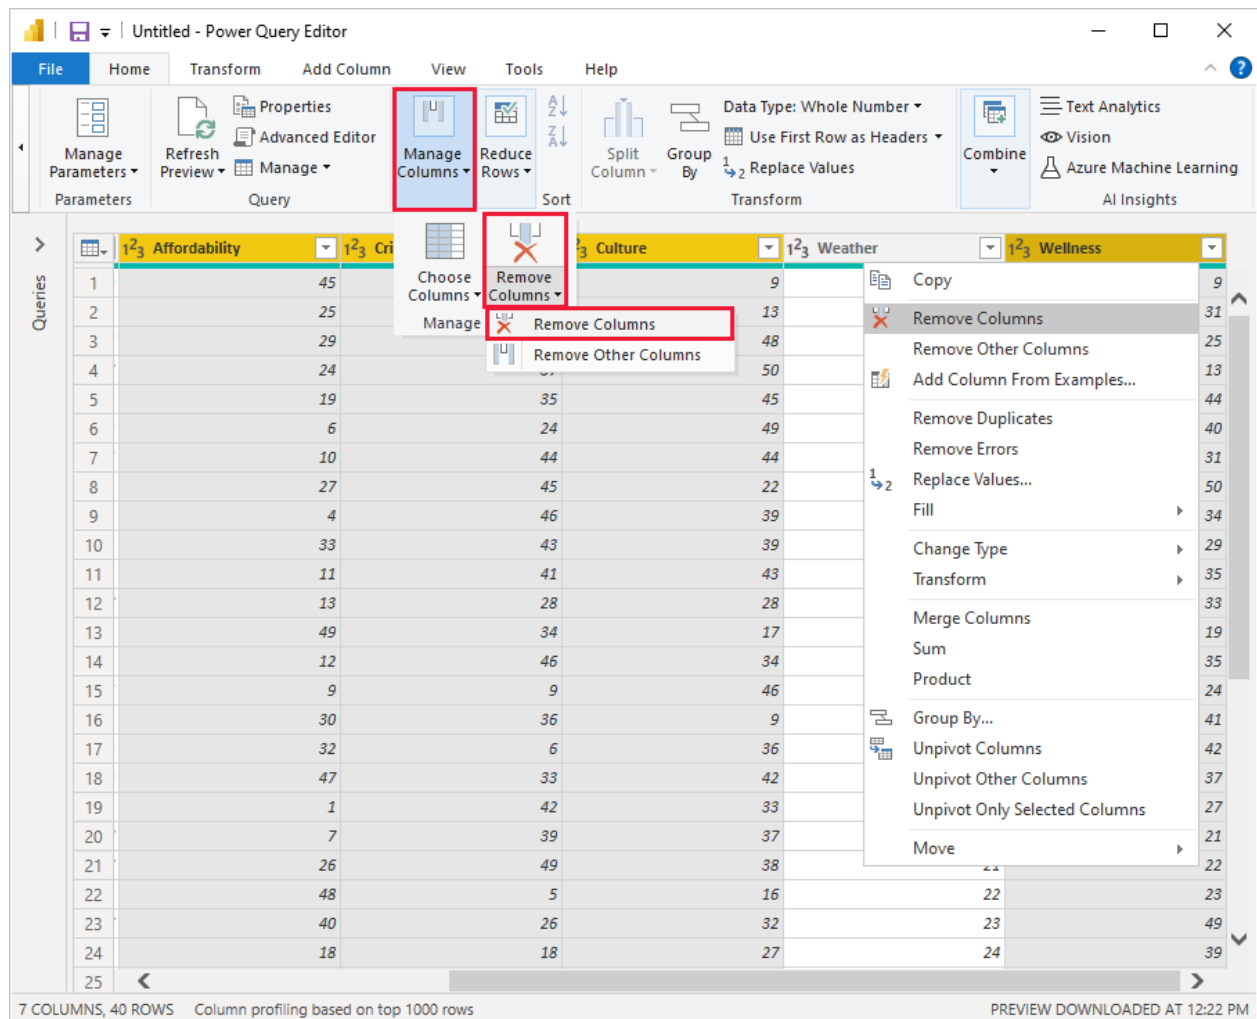 Untitled - Power Query Editor
File Home Transform Add Column View Tools Help
Manage Parameters
Parameters
Refresh Preview
Properties
Advanced Editor
Manage
Query
Manage Columns
Reduce Rows
Sort
Split Column
Group By
Data Type: Whole Number
Use First Row as Headers
Replace Values
Transform
Combine
Text Analytics
Vision
Azure Machine Learning
AI Insights
Choose Columns
Remove Columns
Manage
Remove Columns
Remove Other Columns
Queries
Affordability Cri Culture Weather Wellness
1 45 9 9
2 25 13 31
3 29 48 25
4 24 50 13
5 19 35 45 44
6 6 24 49 40
7 10 44 44 31
8 27 45 22 50
9 4 46 39 34
10 33 43 39 29
11 11 41 43 35
12 13 28 28 33
13 49 34 17 19
14 12 46 34 35
15 9 9 46 24
16 30 36 9 41
17 32 6 36 42
18 47 33 42 37
19 1 42 33 27
20 7 39 37 21
21 26 49 38 21 22
22 48 5 16 22 23
23 40 26 32 23 49
24 18 18 27 24 39
25
Copy
Remove Columns
Remove Other Columns
Add Column From Examples...
Remove Duplicates
Remove Errors
Replace Values...
Fill
Change Type
Transform
Merge Columns
Sum
Product
Group By...
Unpivot Columns
Unpivot Other Columns
Unpivot Only Selected Columns
Move
7 COLUMNS, 40 ROWS Column profiling based on top 1000 rows PREVIEW DOWNLOADED AT 12:22 PM